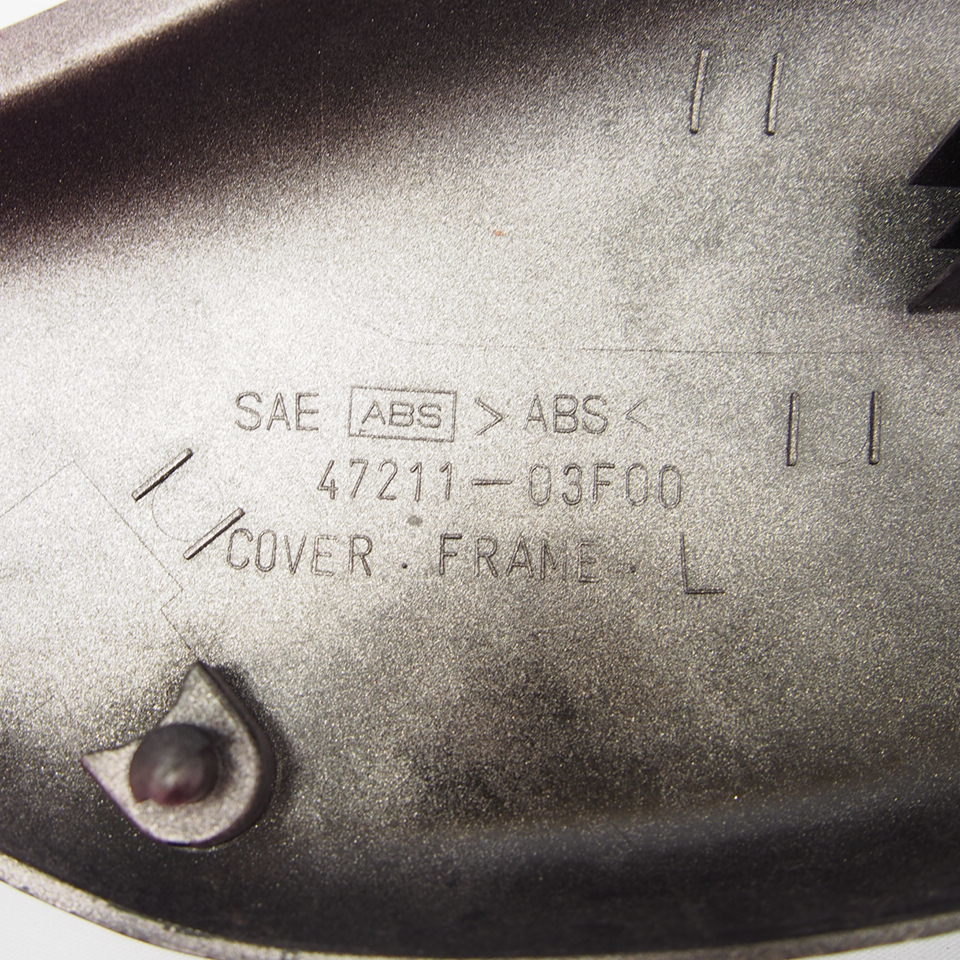 SAE ABS > ABS <
47211-03F00
COVER . FRAME . L